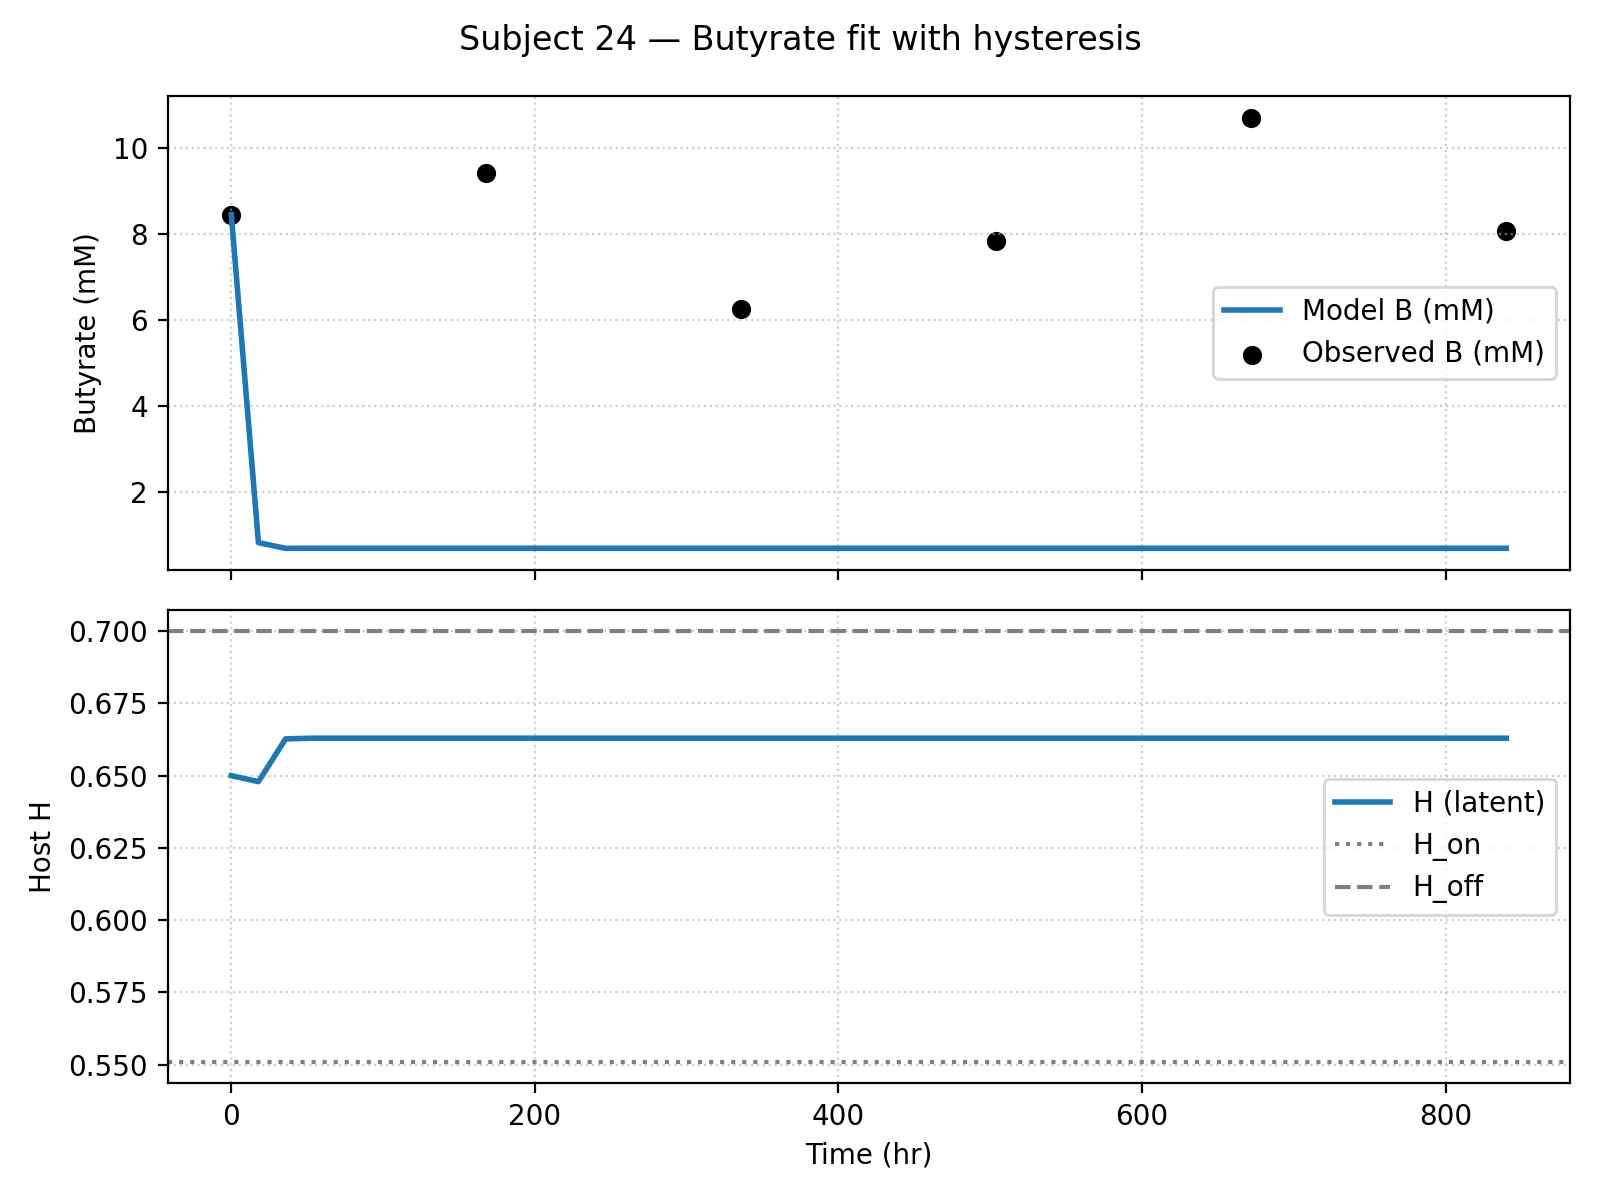 Subject 24 — Butyrate fit with hysteresis
Butyrate (mM)
10
8
6
4
2
Model B (mM)
Observed B (mM)
Host H
0.700
0.675
0.650
0.625
0.600
0.575
0.550
H (latent)
H_on
H_off
0
200
400
600
800
Time (hr)